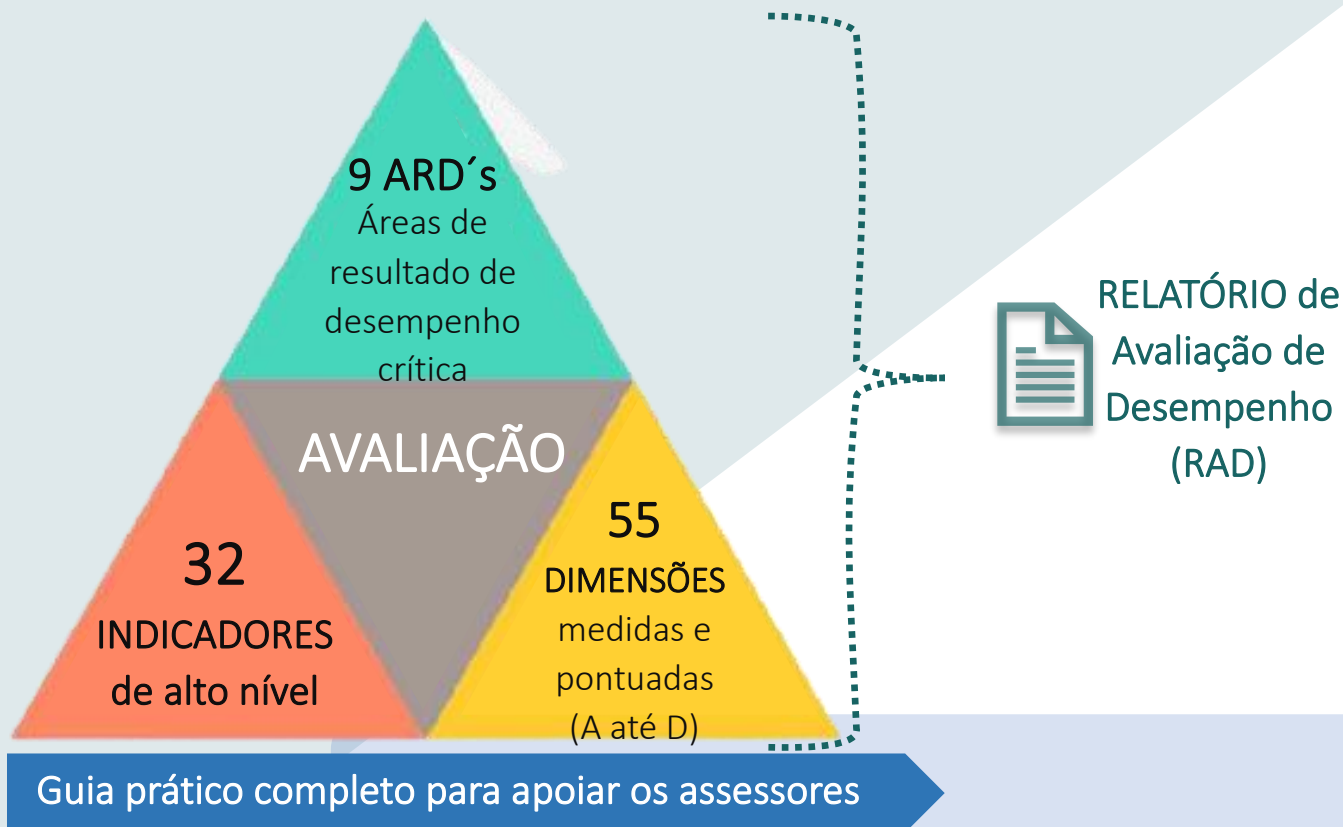 9 ARD´s
Áreas de
resultado de
desempenho
crítica
AVALIAÇÃO
32
INDICADORES
de alto nível
55
DIMENSÕES
medidas e
pontuadas
(A até D)
RELATÓRIO de
Avaliação de
Desempenho
(RAD)
Guia prático completo para apoiar os assessores